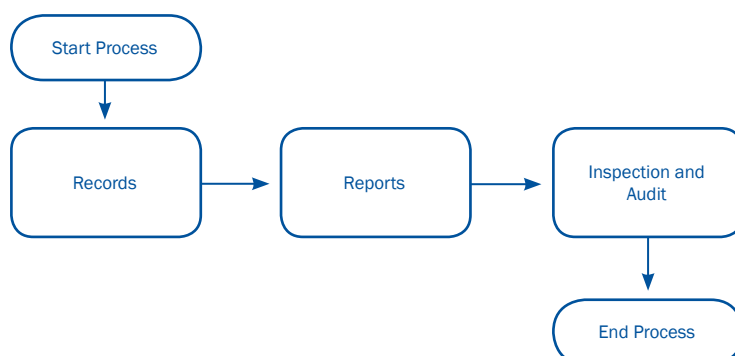 Start Process
Records
Reports
Inspection and
Audit
End Process